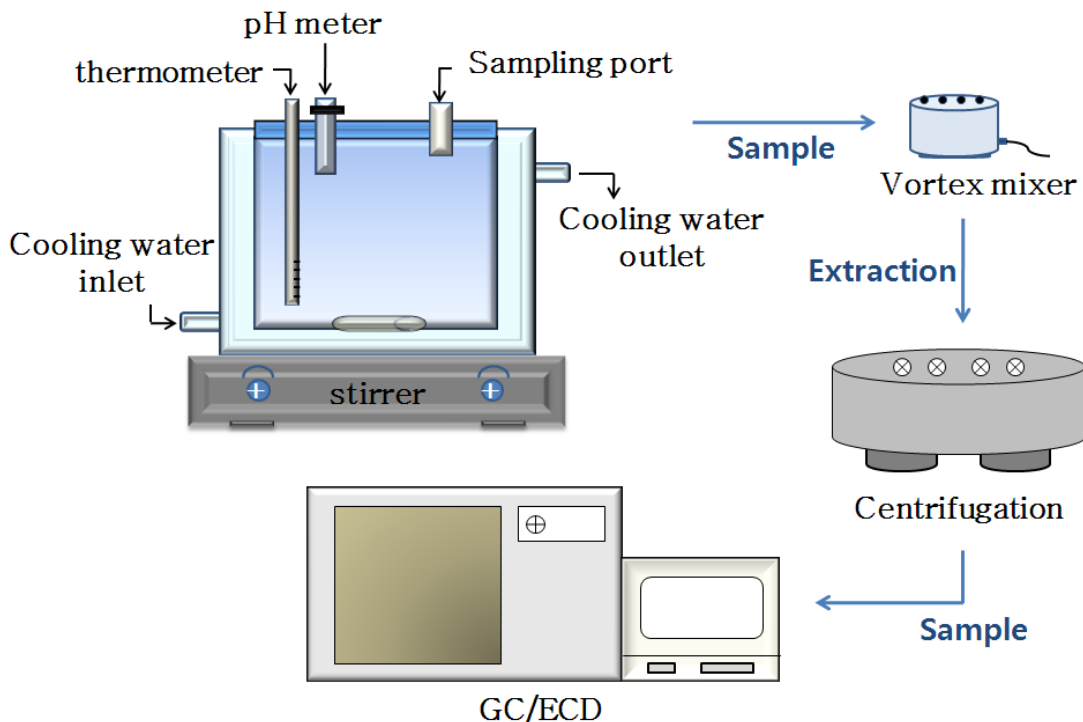 pH meter
thermometer
Sampling port
Sample
Vortex mixer
Cooling water
outlet
Cooling water
inlet
Extraction
stirrer
Centrifugation
Sample
GC/ECD